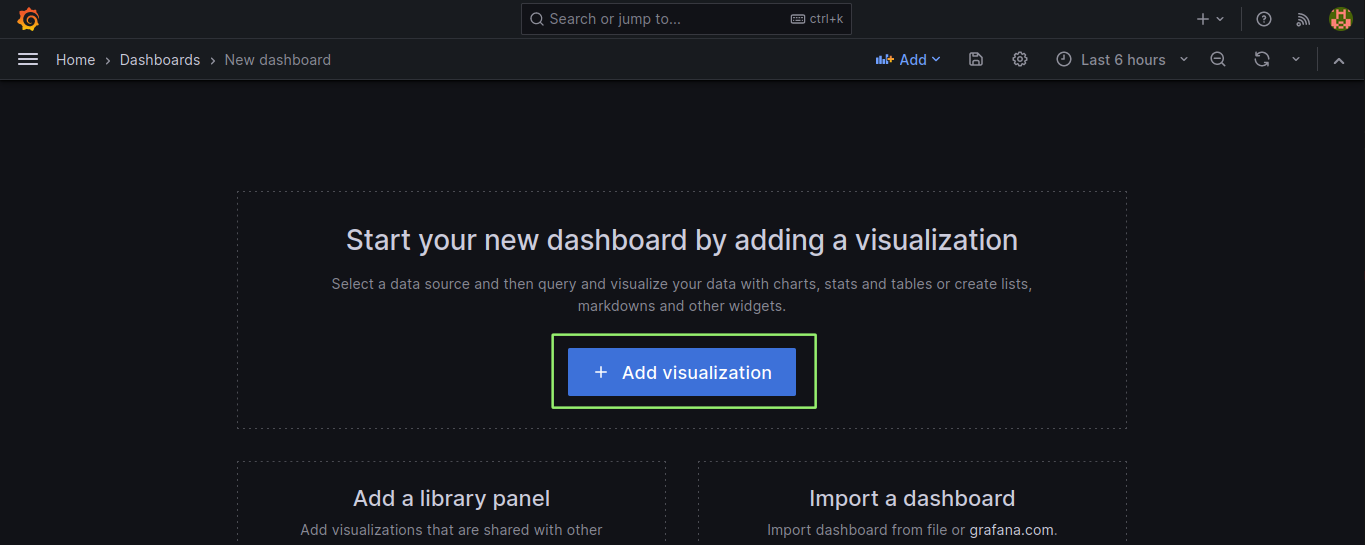 Search or jump to... ctrl+k
Home › Dashboards › New dashboard Add Last 6 hours
Start your new dashboard by adding a visualization
Select a data source and then query and visualize your data with charts, stats and tables or create lists,
markdowns and other widgets.
+ Add visualization
Add a library panel
Add visualizations that are shared with other
Import a dashboard
Import dashboard from file or grafana.com.